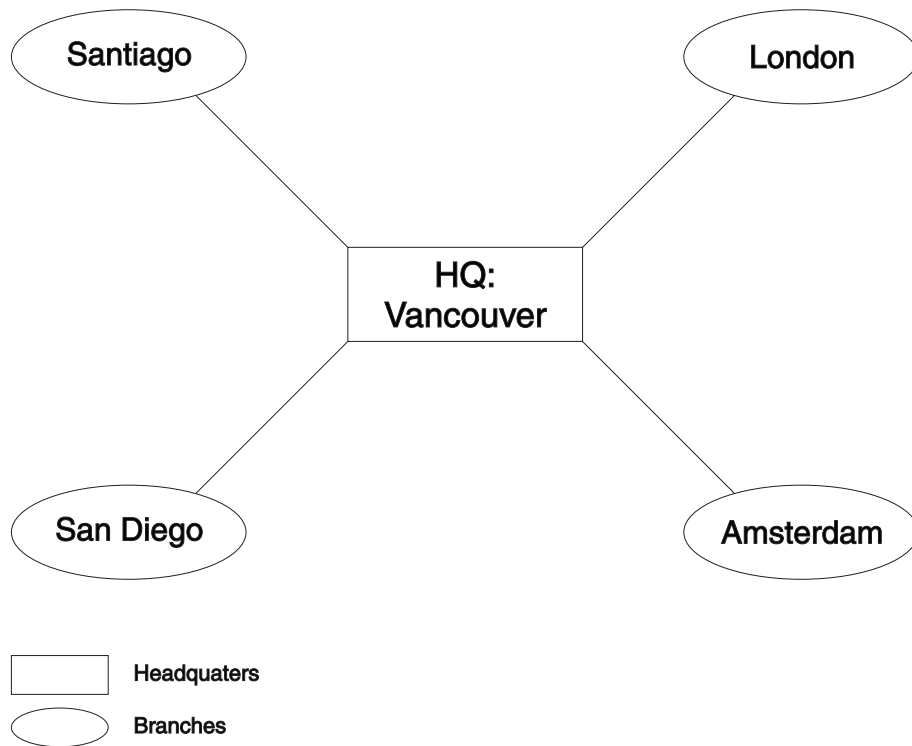 Santiago
London
HQ:
Vancouver
San Diego
Amsterdam
Headquaters
Branches